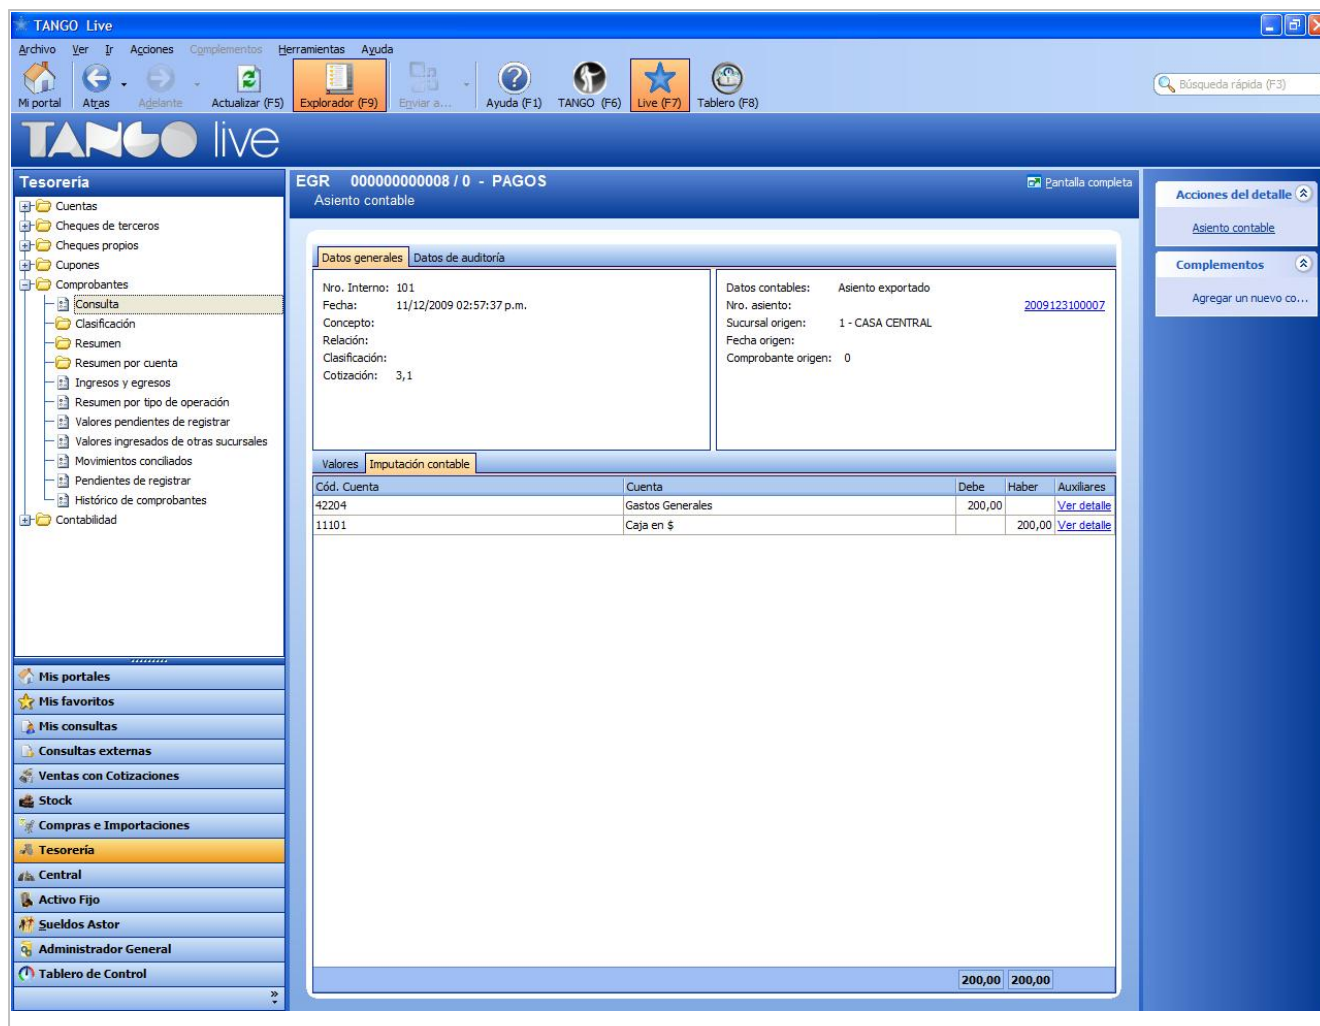 TANGO Live
Archivo Ver Ir Acciones Complementos Herramientas Ayuda
Mi portal Atras Adelante Actualizar (F5) Explorador (F9) Enviar a... Ayuda (F1) TANGO (F6) Live (F7) Tablero (F8)
Búsqueda rápida (F3)
TANGO live
Tesorería
Cuentas
Cheques de terceros
Cheques propios
Cupones
Comprobantes
Consulta
Clasificación
Resumen
Resumen por cuenta
Ingresos y egresos
Resumen por tipo de operación
Valores pendientes de registrar
Valores ingresados de otras sucursales
Movimientos conciliados
Pendientes de registrar
Histórico de comprobantes
Contabilidad
Mis portales
Mis favoritos
Mis consultas
Consultas externas
Ventas con Cotizaciones
Stock
Compras e Importaciones
Tesorería
Central
Activo Fijo
Sueldos Astor
Administrador General
Tablero de Control
EGR 000000000008 / 0 - PAGOS
Pantalla completa
Asiento contable
Datos generales Datos de auditoría
Nro. Interno: 101
Fecha: 11/12/2009 02:57:37 p.m.
Concepto:
Relación:
Clasificación:
Cotización: 3,1
Datos contables: Asiento exportado
Nro. asiento: 2009123100007
Sucursal origen: 1 - CASA CENTRAL
Fecha origen:
Comprobante origen: 0
Valores Imputación contable
Cód. Cuenta Cuenta Debe Haber Auxiliares
42204 Gastos Generales 200,00 Ver detalle
11101 Caja en $ 200,00 Ver detalle
200,00 200,00
Acciones del detalle
Asiento contable
Complementos
Agregar un nuevo co...